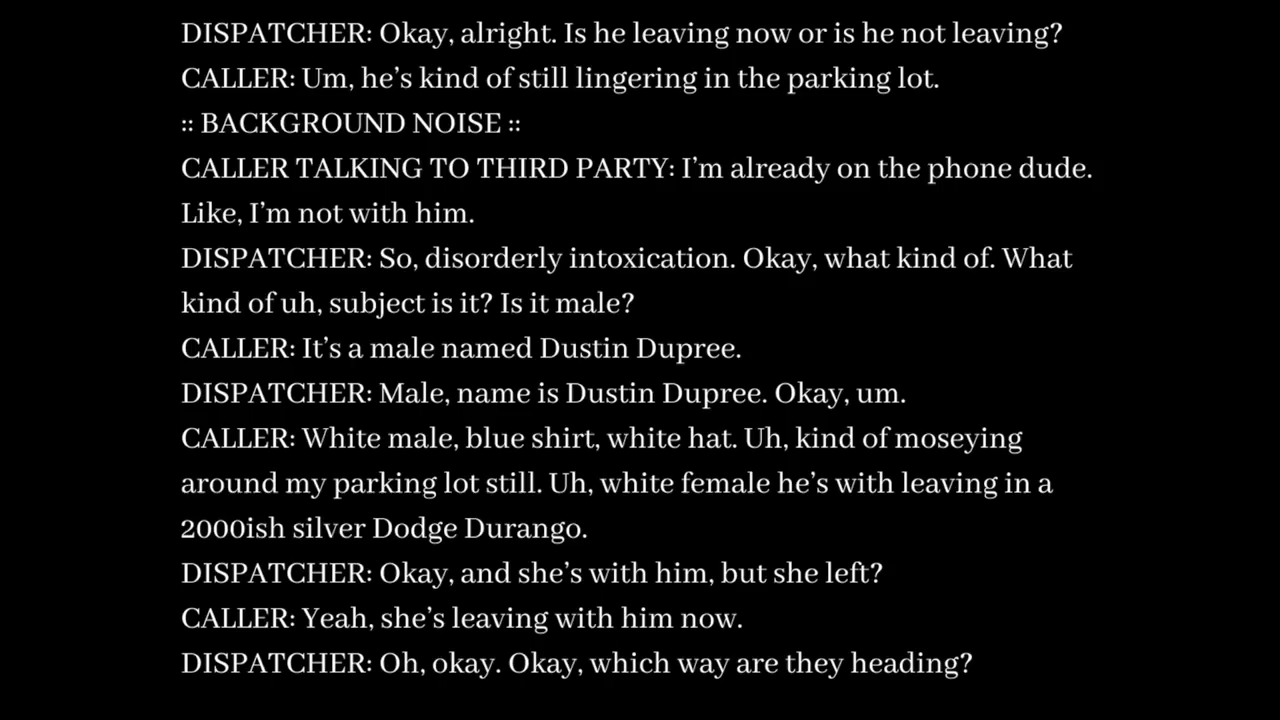 DISPATCHER: Okay, alright. Is he leaving now or is he not leaving?
CALLER: Um, he’s kind of still lingering in the parking lot.
:: BACKGROUND NOISE ::
CALLER TALKING TO THIRD PARTY: I’m already on the phone dude.
Like, I’m not with him.
DISPATCHER: So, disorderly intoxication. Okay, what kind of. What
kind of uh, subject is it? Is it male?
CALLER: It’s a male named Dustin Dupree.
DISPATCHER: Male, name is Dustin Dupree. Okay, um.
CALLER: White male, blue shirt, white hat. Uh, kind of moseying
around my parking lot still. Uh, white female he’s with leaving in a
2000ish silver Dodge Durango.
DISPATCHER: Okay, and she’s with him, but she left?
CALLER: Yeah, she’s leaving with him now.
DISPATCHER: Oh, okay. Okay, which way are they heading?